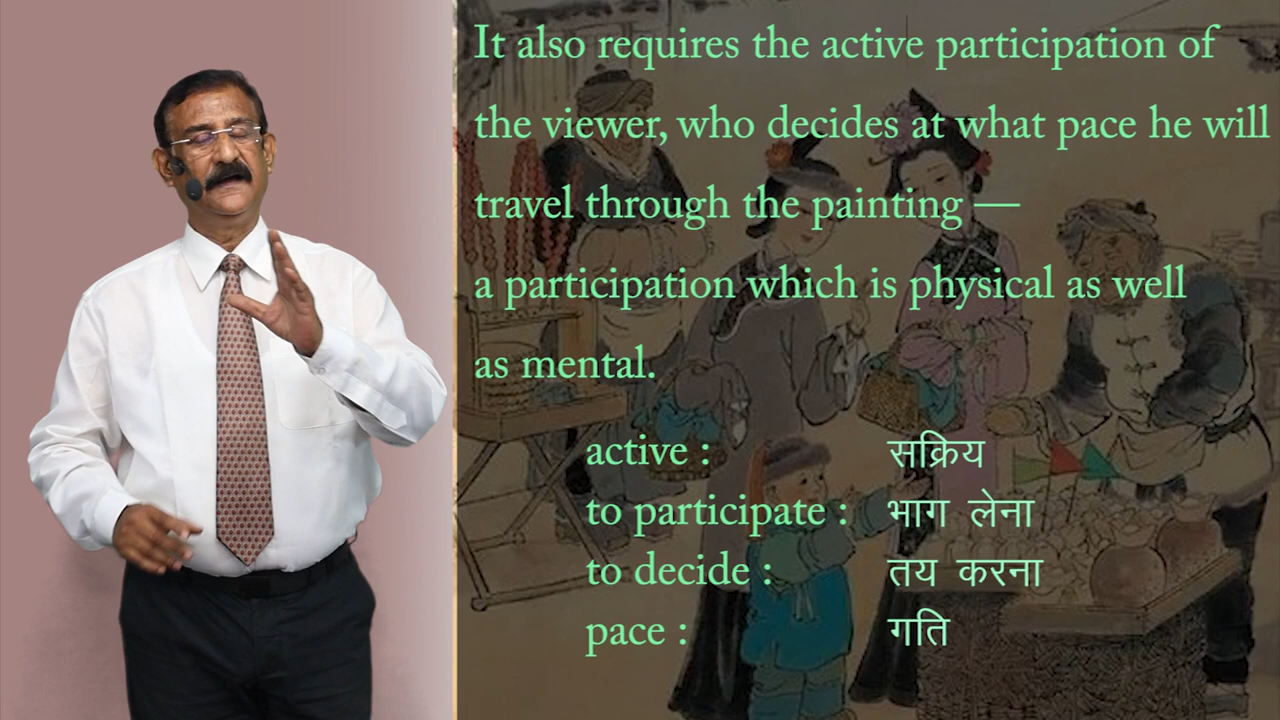 It also requires the active participation of
the viewer, who decides at what pace he will
travel through the painting —
a participation which is physical as well
as mental.
active : सक्रिय
to participate : भाग लेना
to decide : तय करना
pace : गति